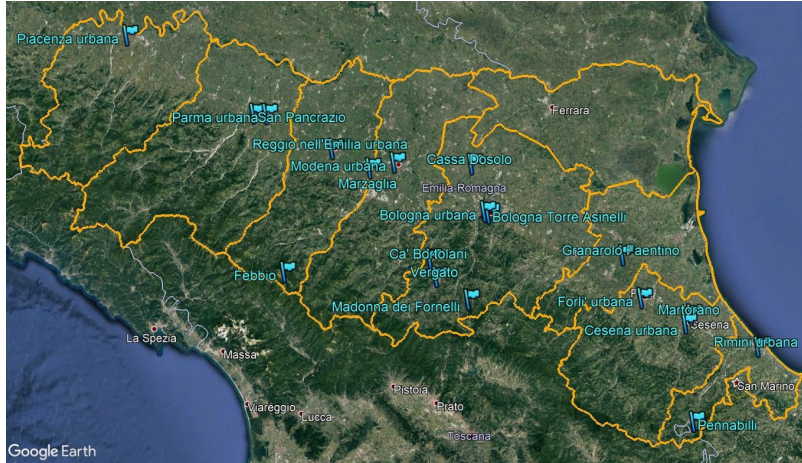 Piacenza urbana
Ferrara
Parma urbana
San Pancrazio
Reggio nell'Emilia urbana
Modena urbana
Cassa Dosolo
Marzaglia
Emilia-Romagna
Bologna urbana
Bologna Torre Asinelli
Ca' Bortolani
Granarolo Faentino
Febbio
Vergato
Madonna dei Fornelli
Forli' urbana
Martorano
Cesena
Cesena urbana
La Spezia
Rimini urbana
Massa
San Marino
Pistoia
Viareggio
Prato
Lucca
Pennabilli
Toscana
Google Earth